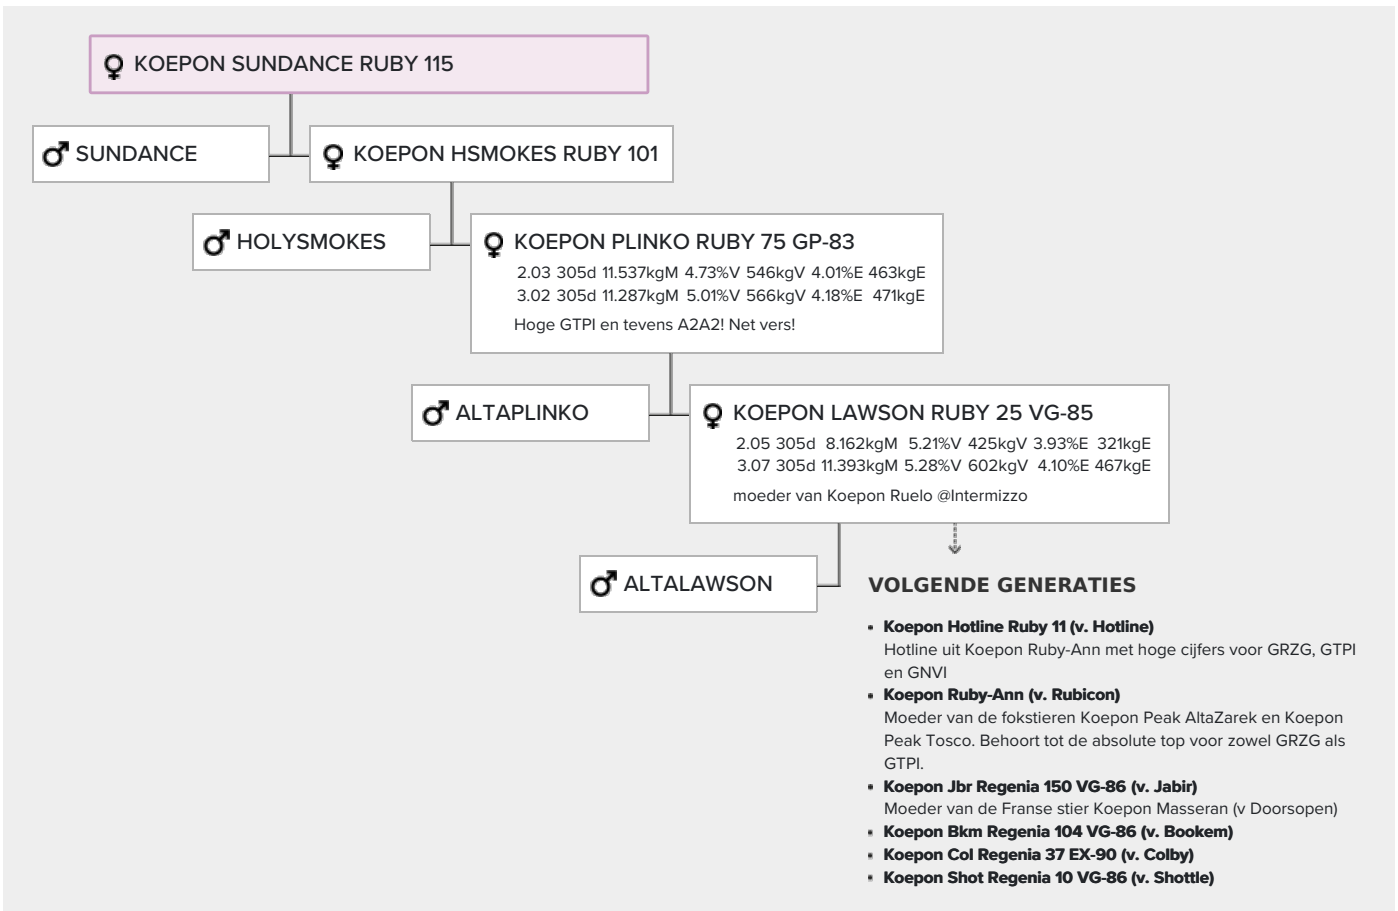 KOEPON SUNDANCE RUBY 115
SUNDANCE
KOEPON HSMOKES RUBY 101
HOLYSMOKES
KOEPON PLINKO RUBY 75 GP-83
2.03 305d 11.537kgM 4.73%V 546kgV 4.01%E 463kgE
3.02 305d 11.287kgM 5.01%V 566kgV 4.18%E 471kgE
Hoge GTPI en tevens A2A2! Net vers!
ALTAPLINKO
KOEPON LAWSON RUBY 25 VG-85
2.05 305d 8.162kgM 5.21%V 425kgV 3.93%E 321kgE
3.07 305d 11.393kgM 5.28%V 602kgV 4.10%E 467kgE
moeder van Koepon Ruelo @Intermizzo
ALTALAWSON
VOLGENDE GENERATIES
• Koepon Hotline Ruby 11 (v. Hotline)
Hotline uit Koepon Ruby-Ann met hoge cijfers voor GRZG, GTPI
en GNVI
• Koepon Ruby-Ann (v. Rubicon)
Moeder van de fokstieren Koepon Peak AltaZarek en Koepon
Peak Tosco. Behoort tot de absolute top voor zowel GRZG als
GTPI.
• Koepon Jbr Regenia 150 VG-86 (v. Jabir)
Moeder van de Franse stier Koepon Masseran (v Doorsopen)
• Koepon Bkm Regenia 104 VG-86 (v. Bookem)
• Koepon Col Regenia 37 EX-90 (v. Colby)
• Koepon Shot Regenia 10 VG-86 (v. Shottle)